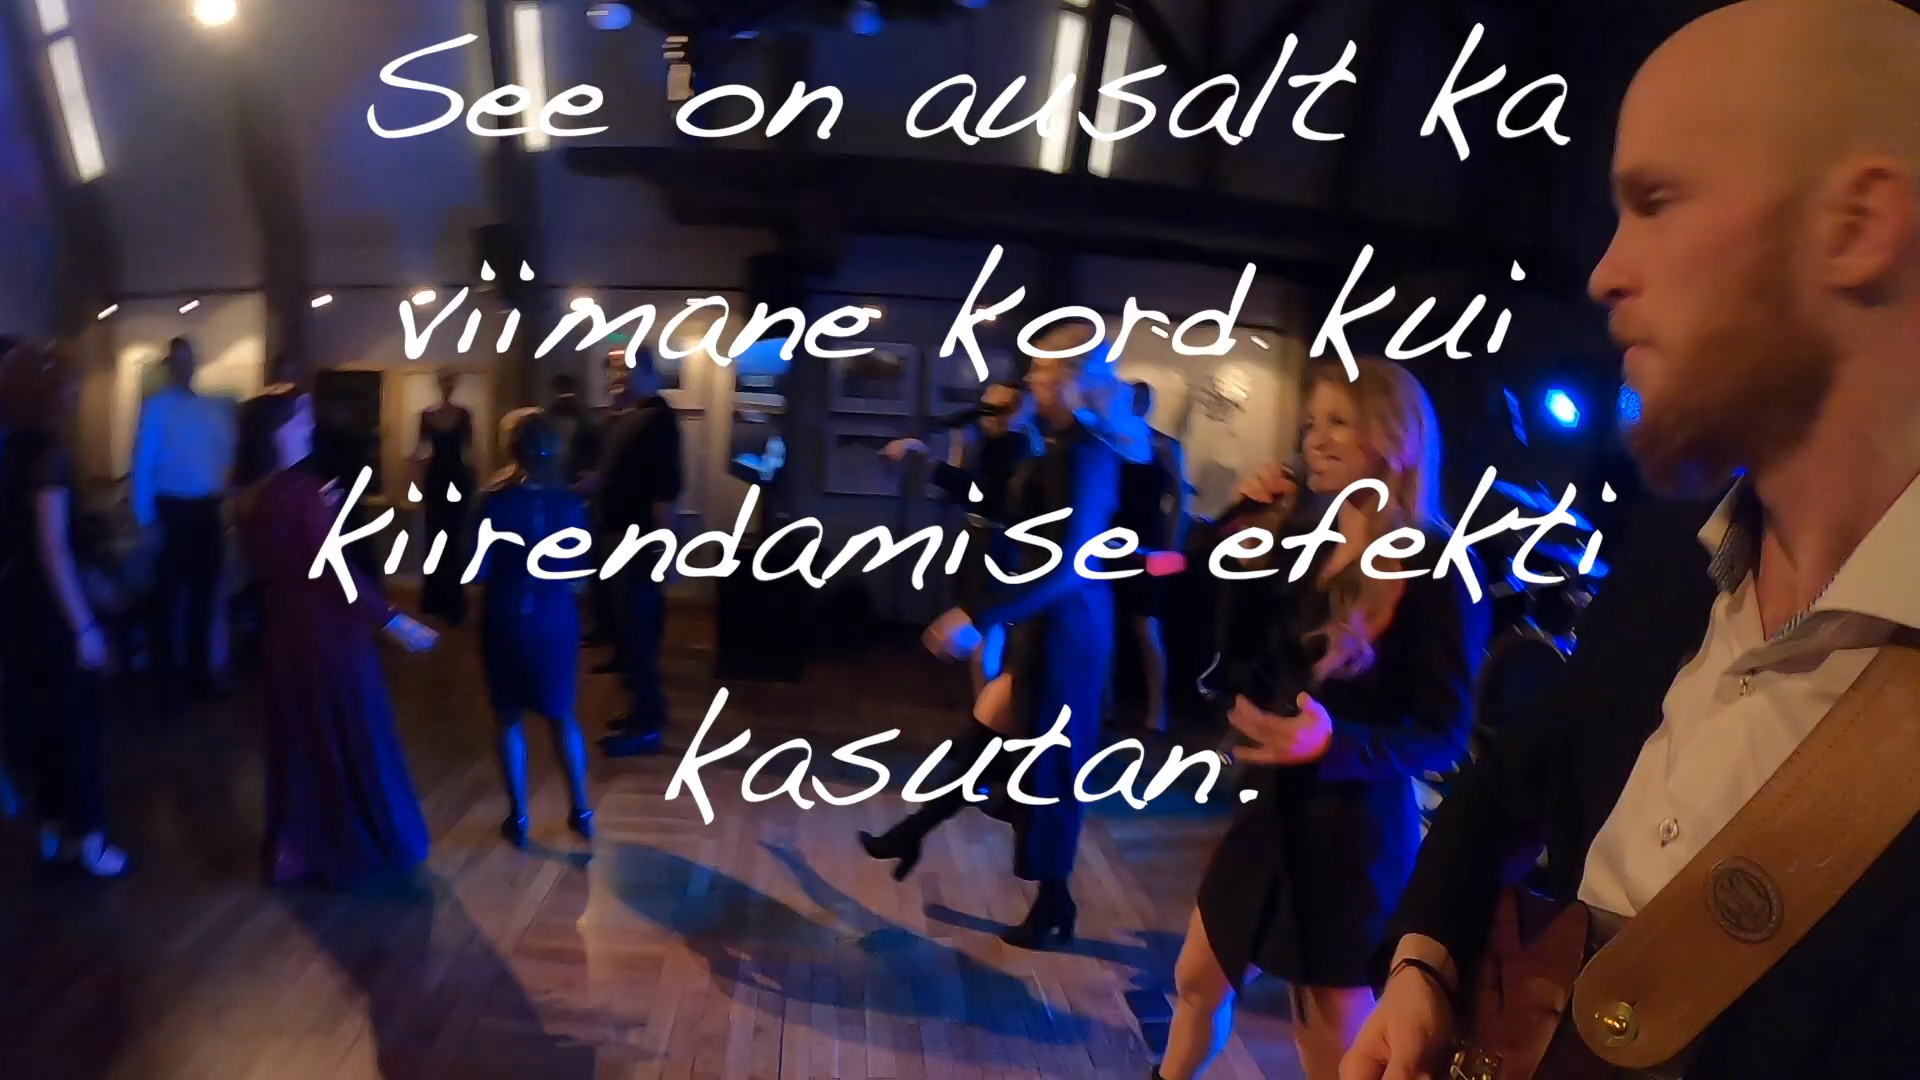 See on ausalt ka
viimane kord kui
kiirendamise efekti
kasutan.